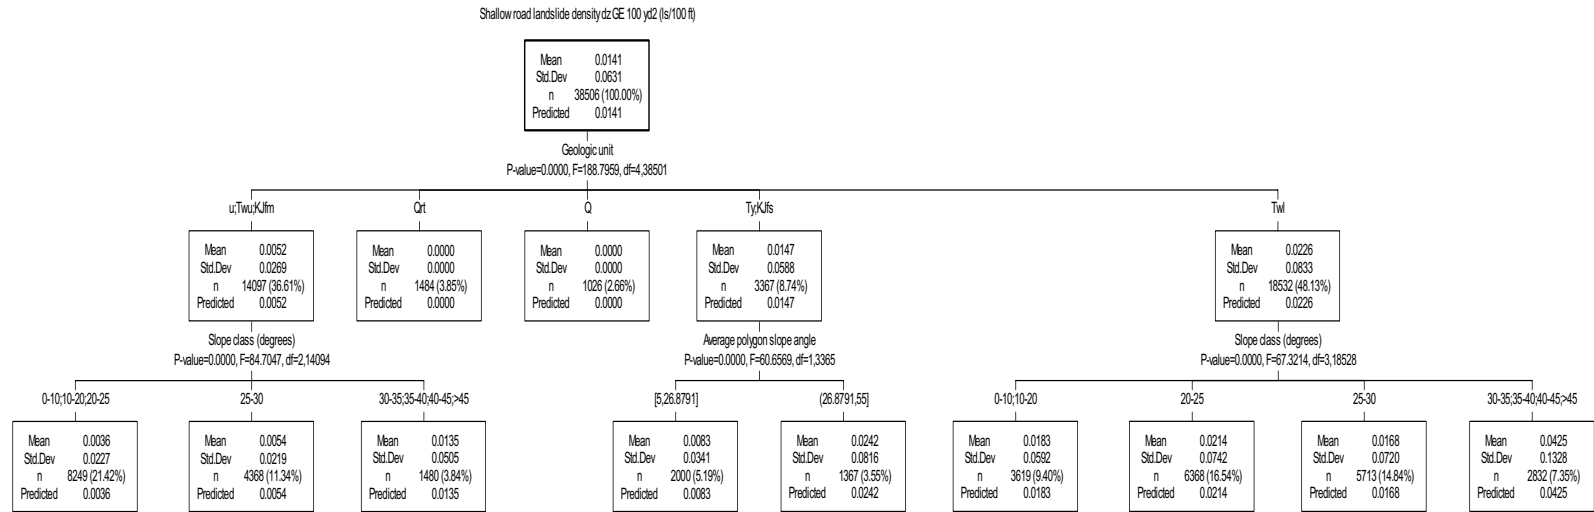 Shallow road landslide density dz GE 100 yd2 (ls/100 ft)
Mean 0.0141
Std.Dev 0.0631
n 38506 (100.00%)
Predicted 0.0141
Geologic unit
P-value=0.0000, F=188.7959, df=4,38501
u;Twu;KJfm
Mean 0.0052
Std.Dev 0.0269
n 14097 (36.61%)
Predicted 0.0052
Qrt
Mean 0.0000
Std.Dev 0.0000
n 1484 (3.85%)
Predicted 0.0000
Q
Mean 0.0000
Std.Dev 0.0000
n 1026 (2.66%)
Predicted 0.0000
Ty;KJfs
Mean 0.0147
Std.Dev 0.0588
n 3367 (8.74%)
Predicted 0.0147
Twl
Mean 0.0226
Std.Dev 0.0833
n 18532 (48.13%)
Predicted 0.0226
Slope class (degrees)
P-value=0.0000, F=84.7047, df=2,14094
Average polygon slope angle
P-value=0.0000, F=60.6569, df=1,3365
Slope class (degrees)
P-value=0.0000, F=67.3214, df=3,18528
0-10;10-20;20-25
Mean 0.0036
Std.Dev 0.0227
n 8249 (21.42%)
Predicted 0.0036
25-30
Mean 0.0054
Std.Dev 0.0219
n 4368 (11.34%)
Predicted 0.0054
30-35;35-40;40-45;>45
Mean 0.0135
Std.Dev 0.0505
n 1480 (3.84%)
Predicted 0.0135
[5,26.8791]
Mean 0.0083
Std.Dev 0.0341
n 2000 (5.19%)
Predicted 0.0083
(26.8791,55]
Mean 0.0242
Std.Dev 0.0816
n 1367 (3.55%)
Predicted 0.0242
0-10;10-20
Mean 0.0183
Std.Dev 0.0592
n 3619 (9.40%)
Predicted 0.0183
20-25
Mean 0.0214
Std.Dev 0.0742
n 6368 (16.54%)
Predicted 0.0214
25-30
Mean 0.0168
Std.Dev 0.0720
n 5713 (14.84%)
Predicted 0.0168
30-35;35-40;40-45;>45
Mean 0.0425
Std.Dev 0.1328
n 2832 (7.35%)
Predicted 0.0425